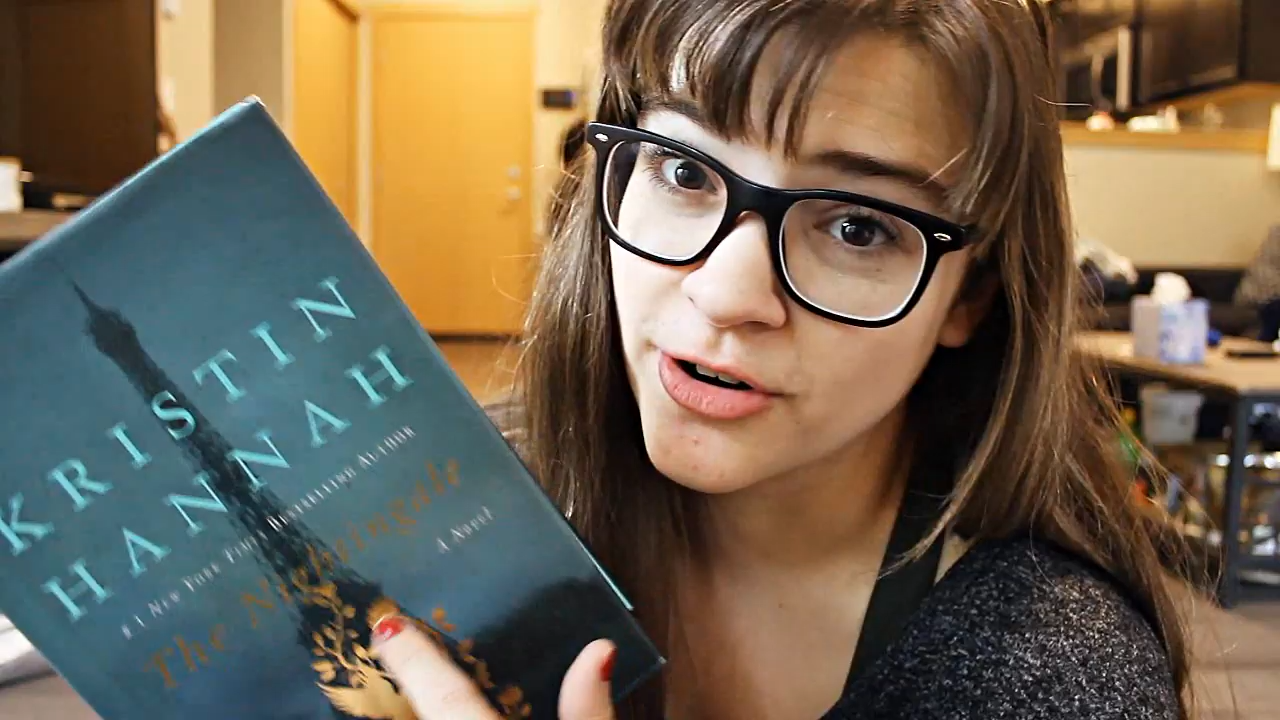 KRISTIN
HANNAH
#1 NEW YORK TIMES BESTSELLING AUTHOR
The Nightingale
A Novel